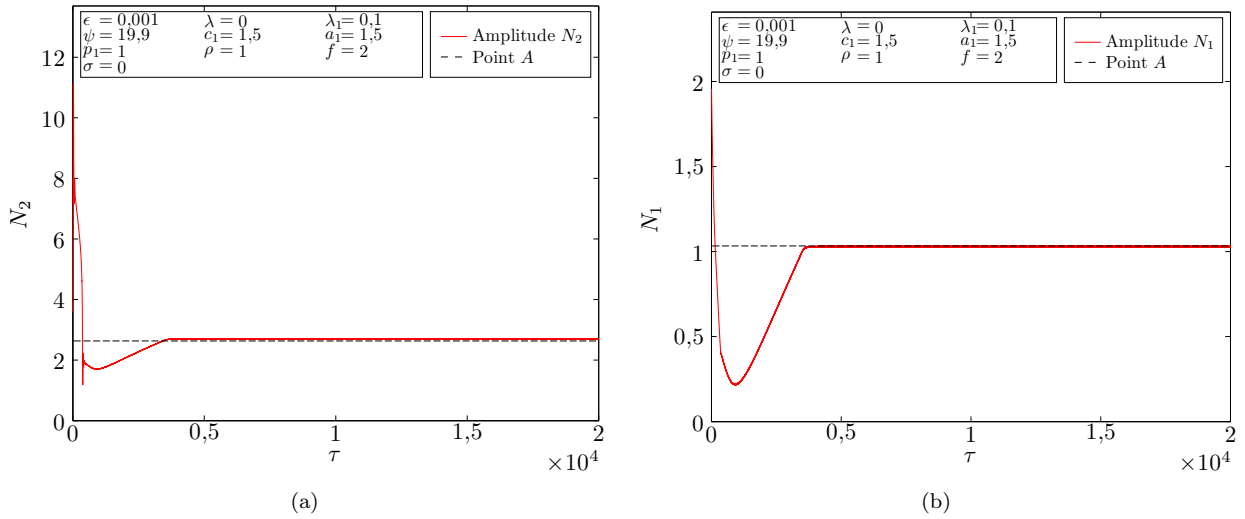 ϵ = 0,001 λ = 0 λ₁= 0,1
ψ = 19,9 c₁= 1,5 a₁= 1,5
p₁= 1 ρ = 1 f = 2
σ = 0
Amplitude N₂
Point A
12
10
8
6
4
2
0
N₂
0 0,5 1 1,5 2
τ
×10⁴
(a)
ϵ = 0,001 λ = 0 λ₁= 0,1
ψ = 19,9 c₁= 1,5 a₁= 1,5
p₁= 1 ρ = 1 f = 2
σ = 0
Amplitude N₁
Point A
2
1,5
1
0,5
0
N₁
0 0,5 1 1,5 2
τ
×10⁴
(b)